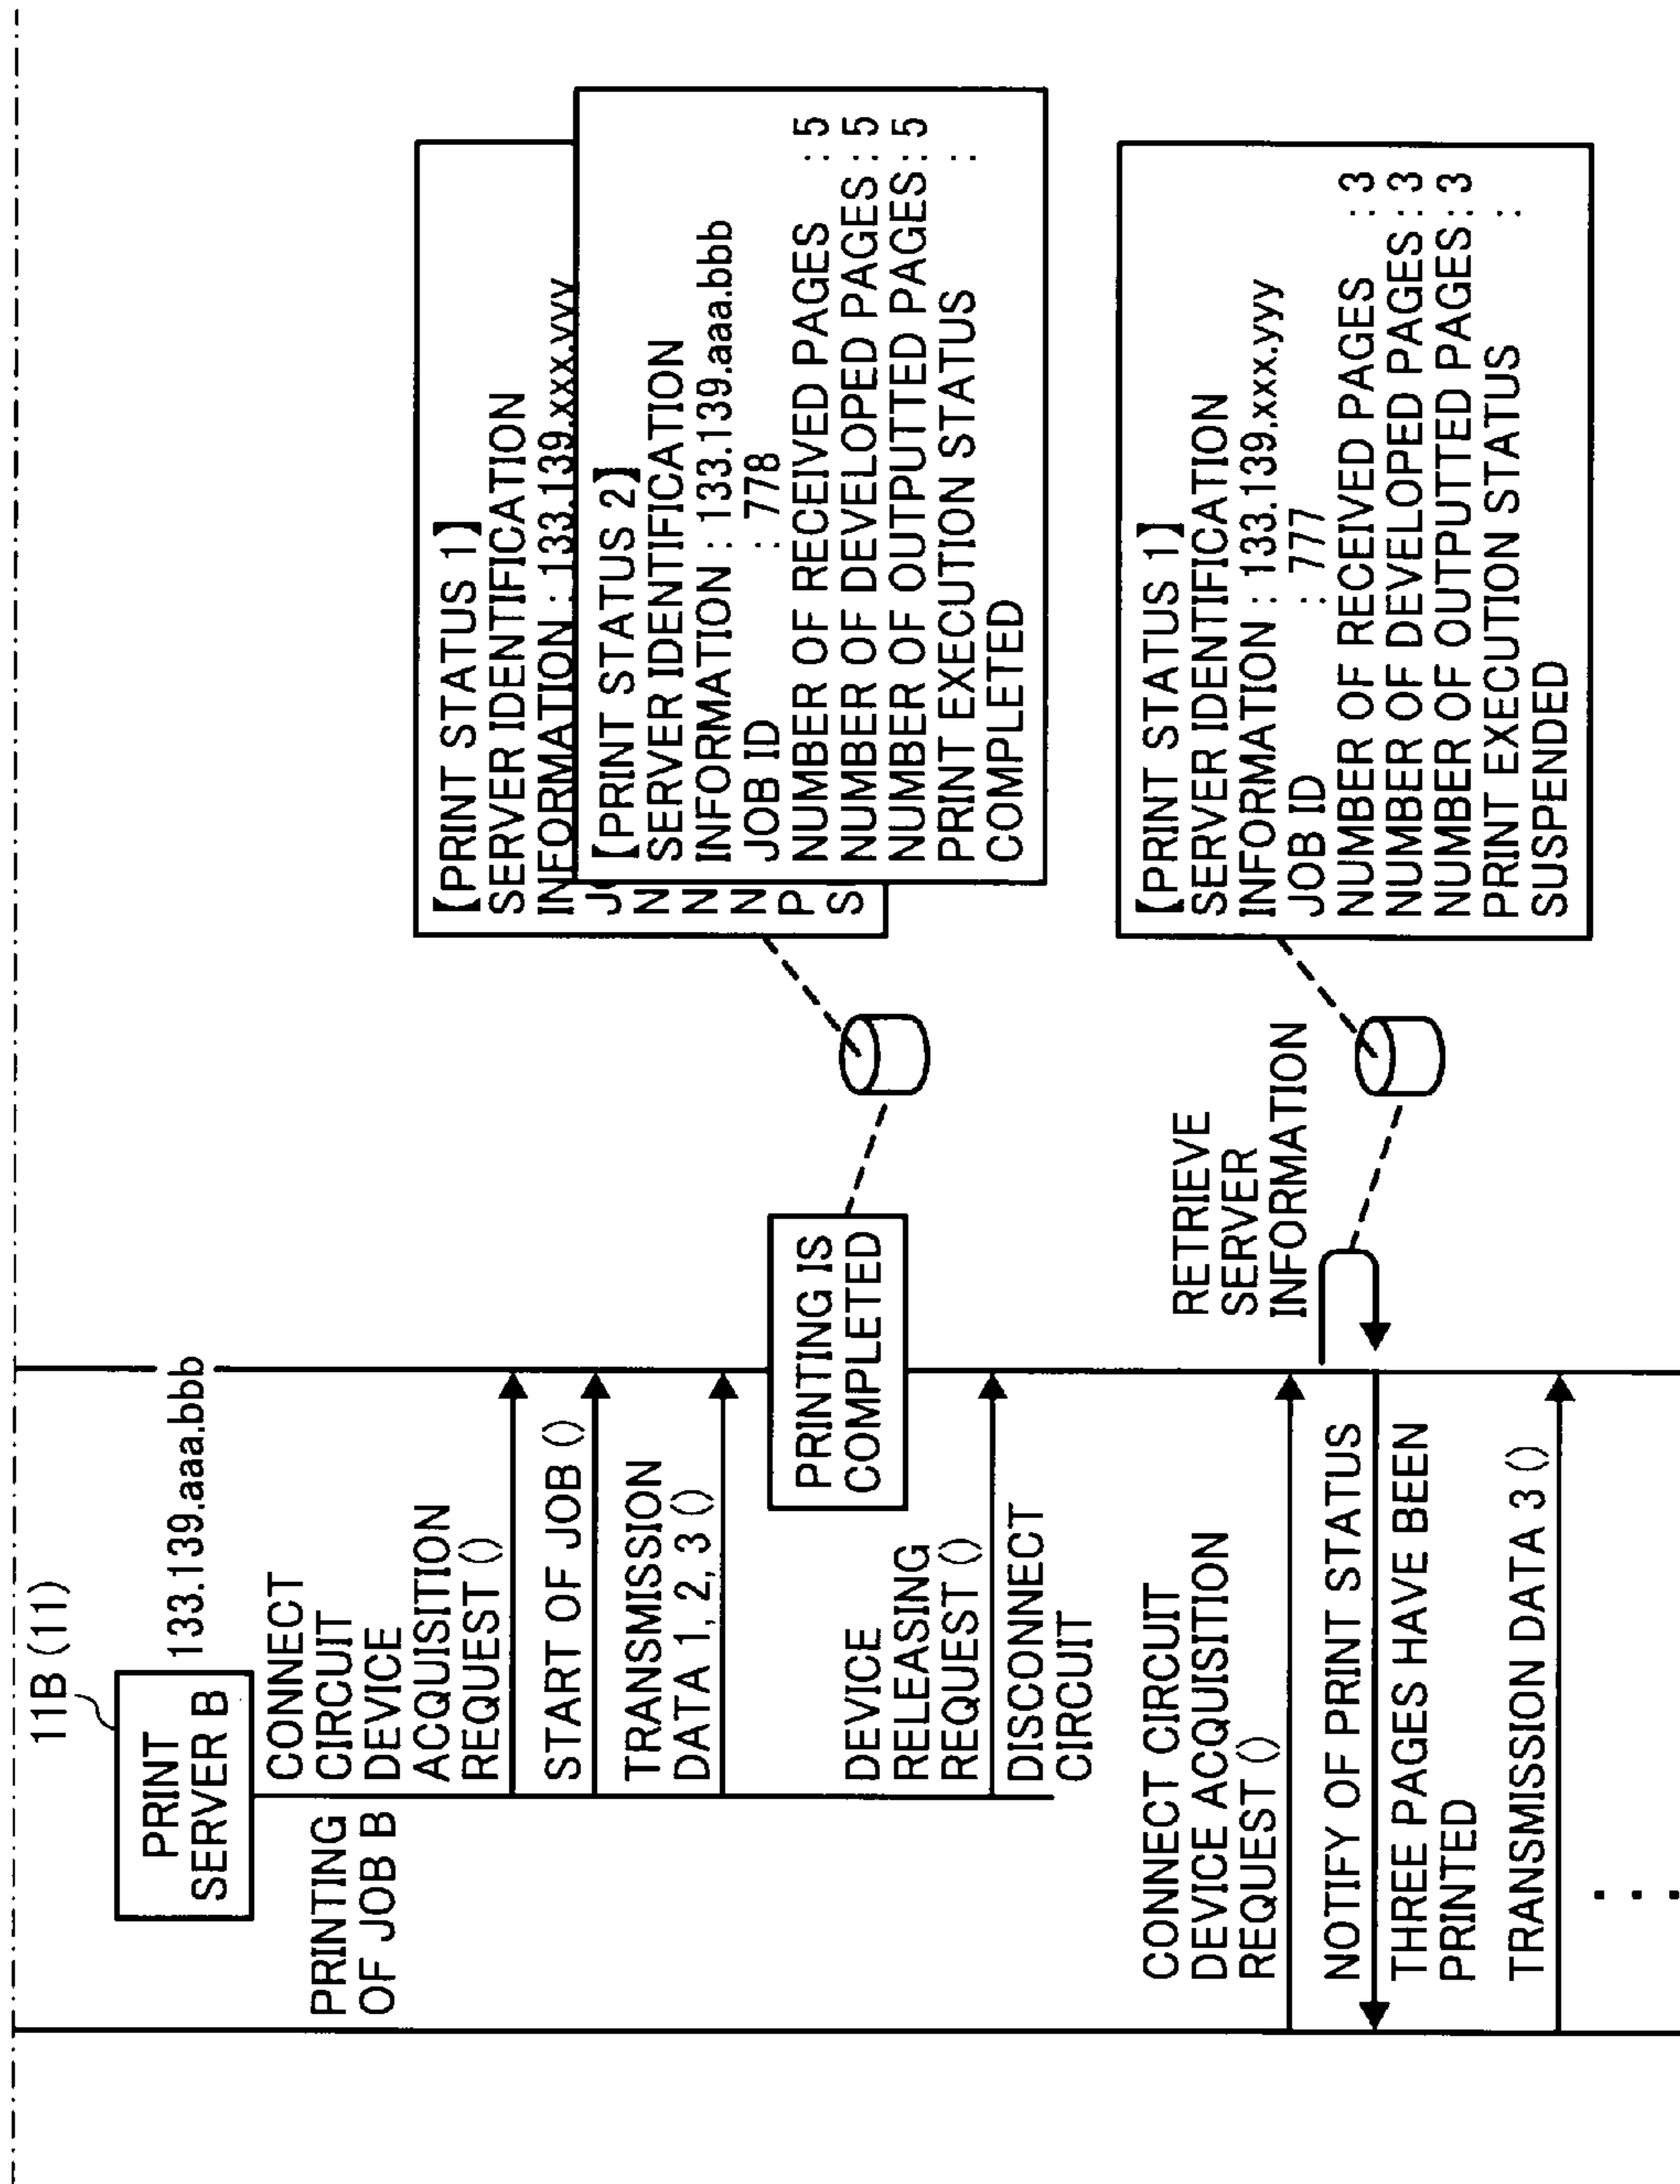 11B (11)
PRINT
SERVER B
133.139.aaa.bbb
PRINTING
OF JOB B
CONNECT
CIRCUIT
DEVICE
ACQUISITION
REQUEST ()
START OF JOB ()
TRANSMISSION
DATA 1, 2, 3 ()
PRINTING IS
COMPLETED
DEVICE
RELEASING
REQUEST ()
DISCONNECT
CIRCUIT
【PRINT STATUS 1】
SERVER IDENTIFICATION
INFORMATION : 133.139.xxx.yyy
J
N
N
N
P
S
【PRINT STATUS 2】
SERVER IDENTIFICATION
INFORMATION : 133.139.aaa.bbb
JOB ID : 778
NUMBER OF RECEIVED PAGES : 5
NUMBER OF DEVELOPED PAGES : 5
NUMBER OF OUTPUTTED PAGES : 5
PRINT EXECUTION STATUS :
COMPLETED
CONNECT CIRCUIT
DEVICE ACQUISITION
REQUEST ()
RETRIEVE
SERVER
INFORMATION
NOTIFY OF PRINT STATUS
THREE PAGES HAVE BEEN
PRINTED
TRANSMISSION DATA 3 ()
【PRINT STATUS 1】
SERVER IDENTIFICATION
INFORMATION : 133.139.xxx.yyy
JOB ID : 777
NUMBER OF RECEIVED PAGES : 3
NUMBER OF DEVELOPED PAGES : 3
NUMBER OF OUTPUTTED PAGES : 3
PRINT EXECUTION STATUS :
SUSPENDED